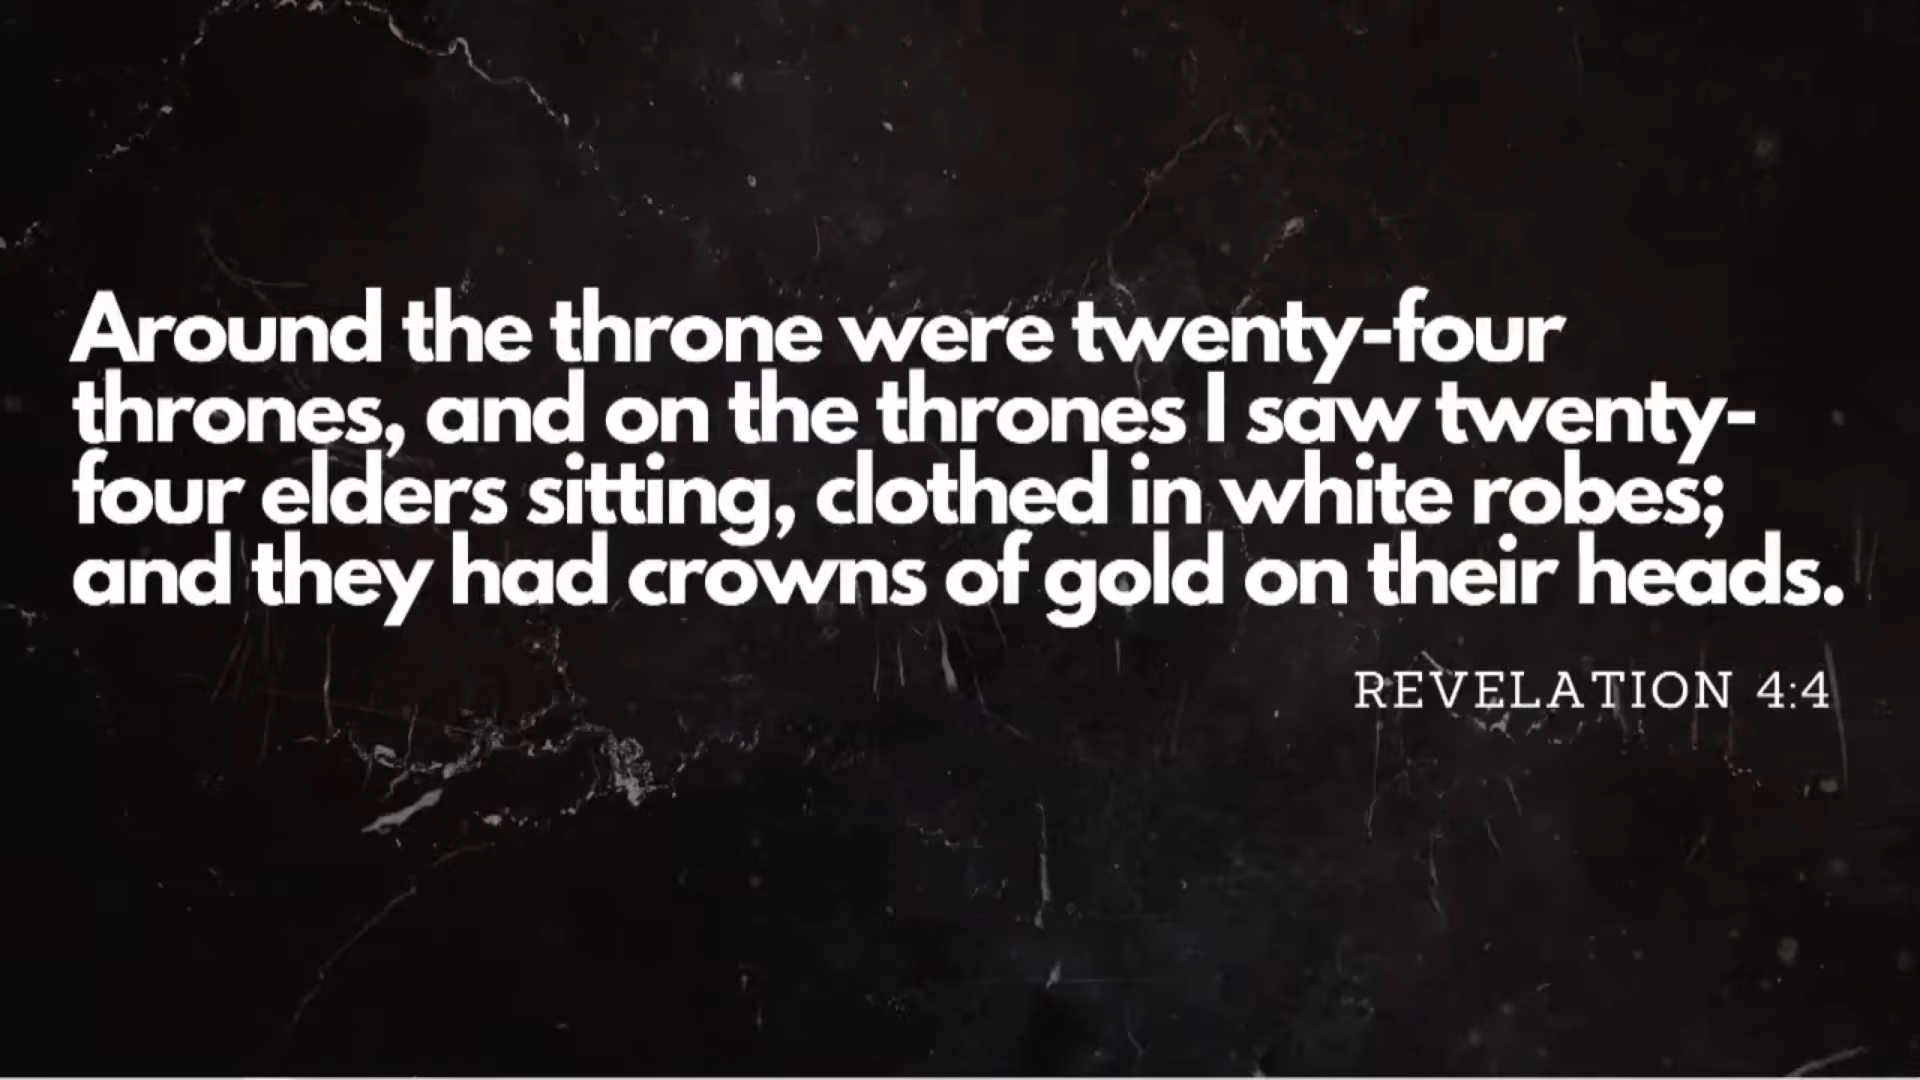 Around the throne were twenty-four
thrones, and on the thrones I saw twenty-
four elders sitting, clothed in white robes;
and they had crowns of gold on their heads.
REVELATION 4:4